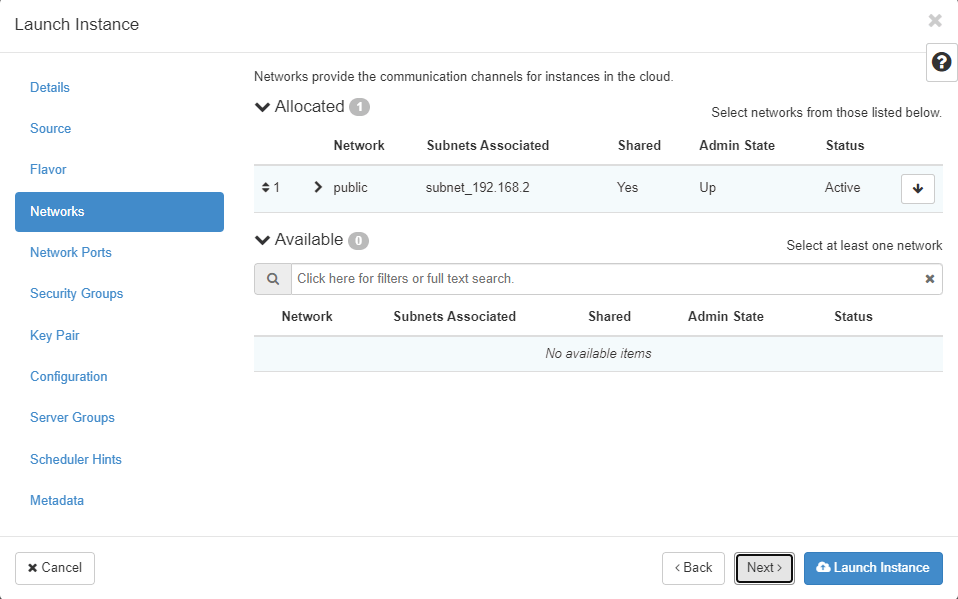 Launch Instance
Details
Source
Flavor
Networks
Network Ports
Security Groups
Key Pair
Configuration
Server Groups
Scheduler Hints
Metadata
Networks provide the communication channels for instances in the cloud.
Allocated 1
Select networks from those listed below.
Network Subnets Associated Shared Admin State Status
1 public subnet_192.168.2 Yes Up Active
Available 0
Select at least one network
Click here for filters or full text search.
Network Subnets Associated Shared Admin State Status
No available items
Cancel
< Back
Next >
Launch Instance